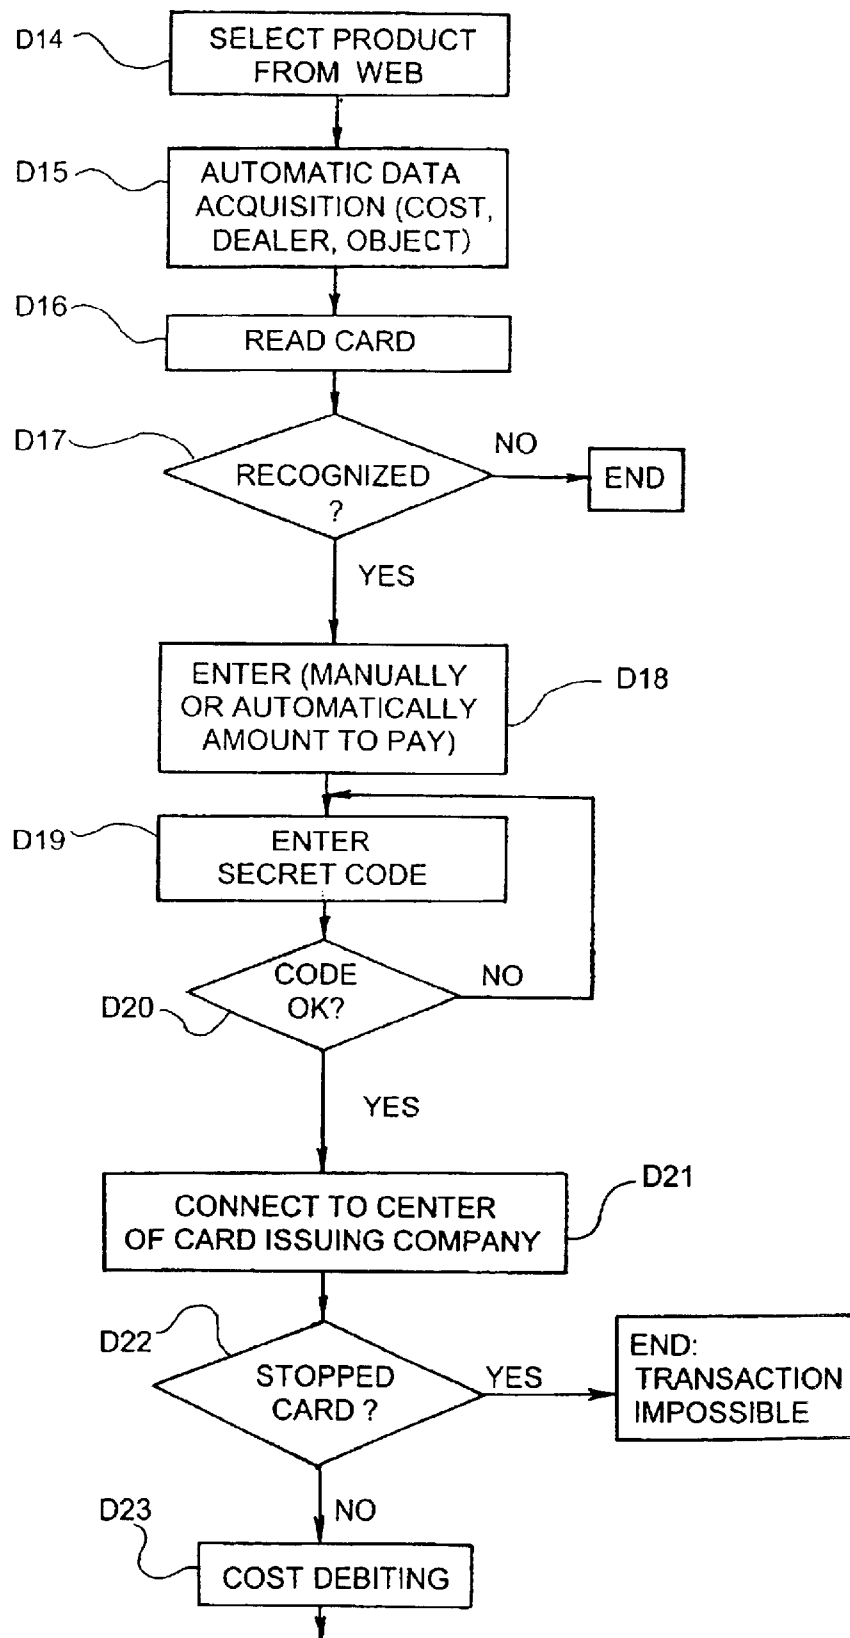 D14
SELECT PRODUCT
FROM WEB
D15
AUTOMATIC DATA
ACQUISITION (COST,
DEALER, OBJECT)
D16
READ CARD
D17
RECOGNIZED
?
NO
END
YES
ENTER (MANUALLY
OR AUTOMATICALLY
AMOUNT TO PAY)
D18
D19
ENTER
SECRET CODE
CODE
OK?
NO
D20
YES
CONNECT TO CENTER
OF CARD ISSUING COMPANY
D21
D22
STOPPED
CARD ?
YES
END:
TRANSACTION
IMPOSSIBLE
NO
D23
COST DEBITING